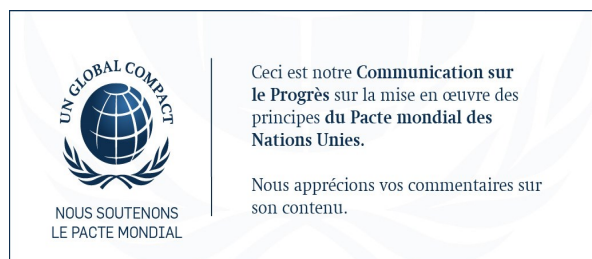 UN GLOBAL COMPACT
NOUS SOUTENONS
LE PACTE MONDIAL
Ceci est notre Communication sur
le Progrès sur la mise en œuvre des
principes du Pacte mondial des
Nations Unies.
Nous apprécions vos commentaires sur
son contenu.